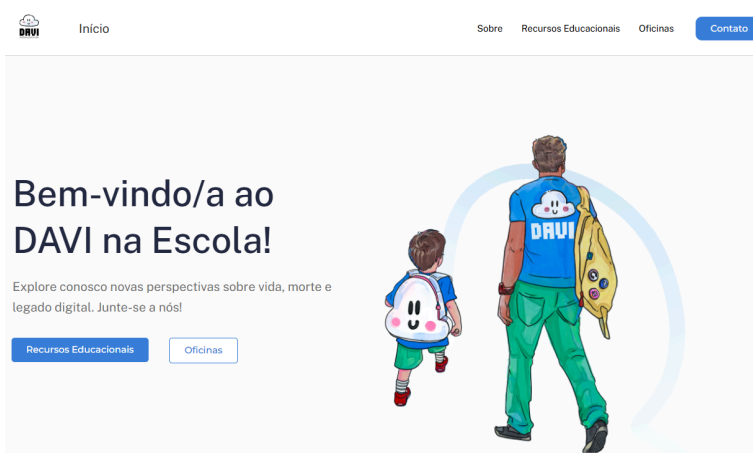 DAVI
Início
Sobre
Recursos Educacionais
Oficinas
Contato
Bem-vindo/a ao
DAVI na Escola!
Explore conosco novas perspectivas sobre vida, morte e
legado digital. Junte-se a nós!
Recursos Educacionais
Oficinas
DAVI